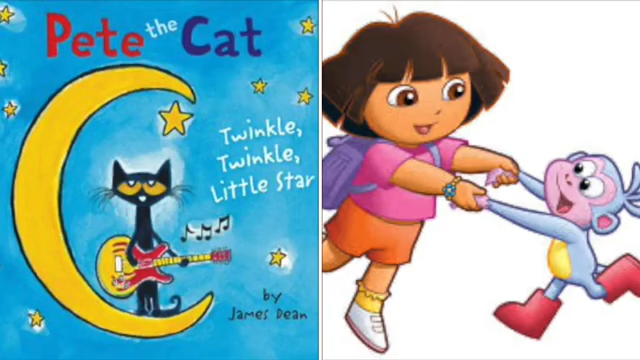 Pete the Cat
Twinkle,
Twinkle,
Little Star
by
James Dean